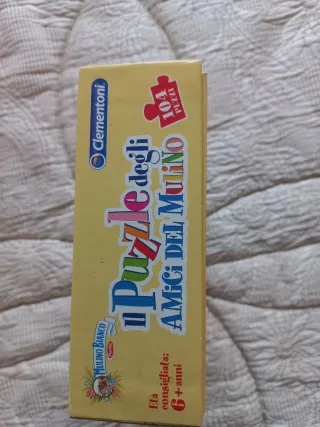 Clementoni
Il Puzzle degli
AMiCi DEL MULiNO
104
PEZZI
MULINO BIANCO
Età
consigliata:
6+ anni